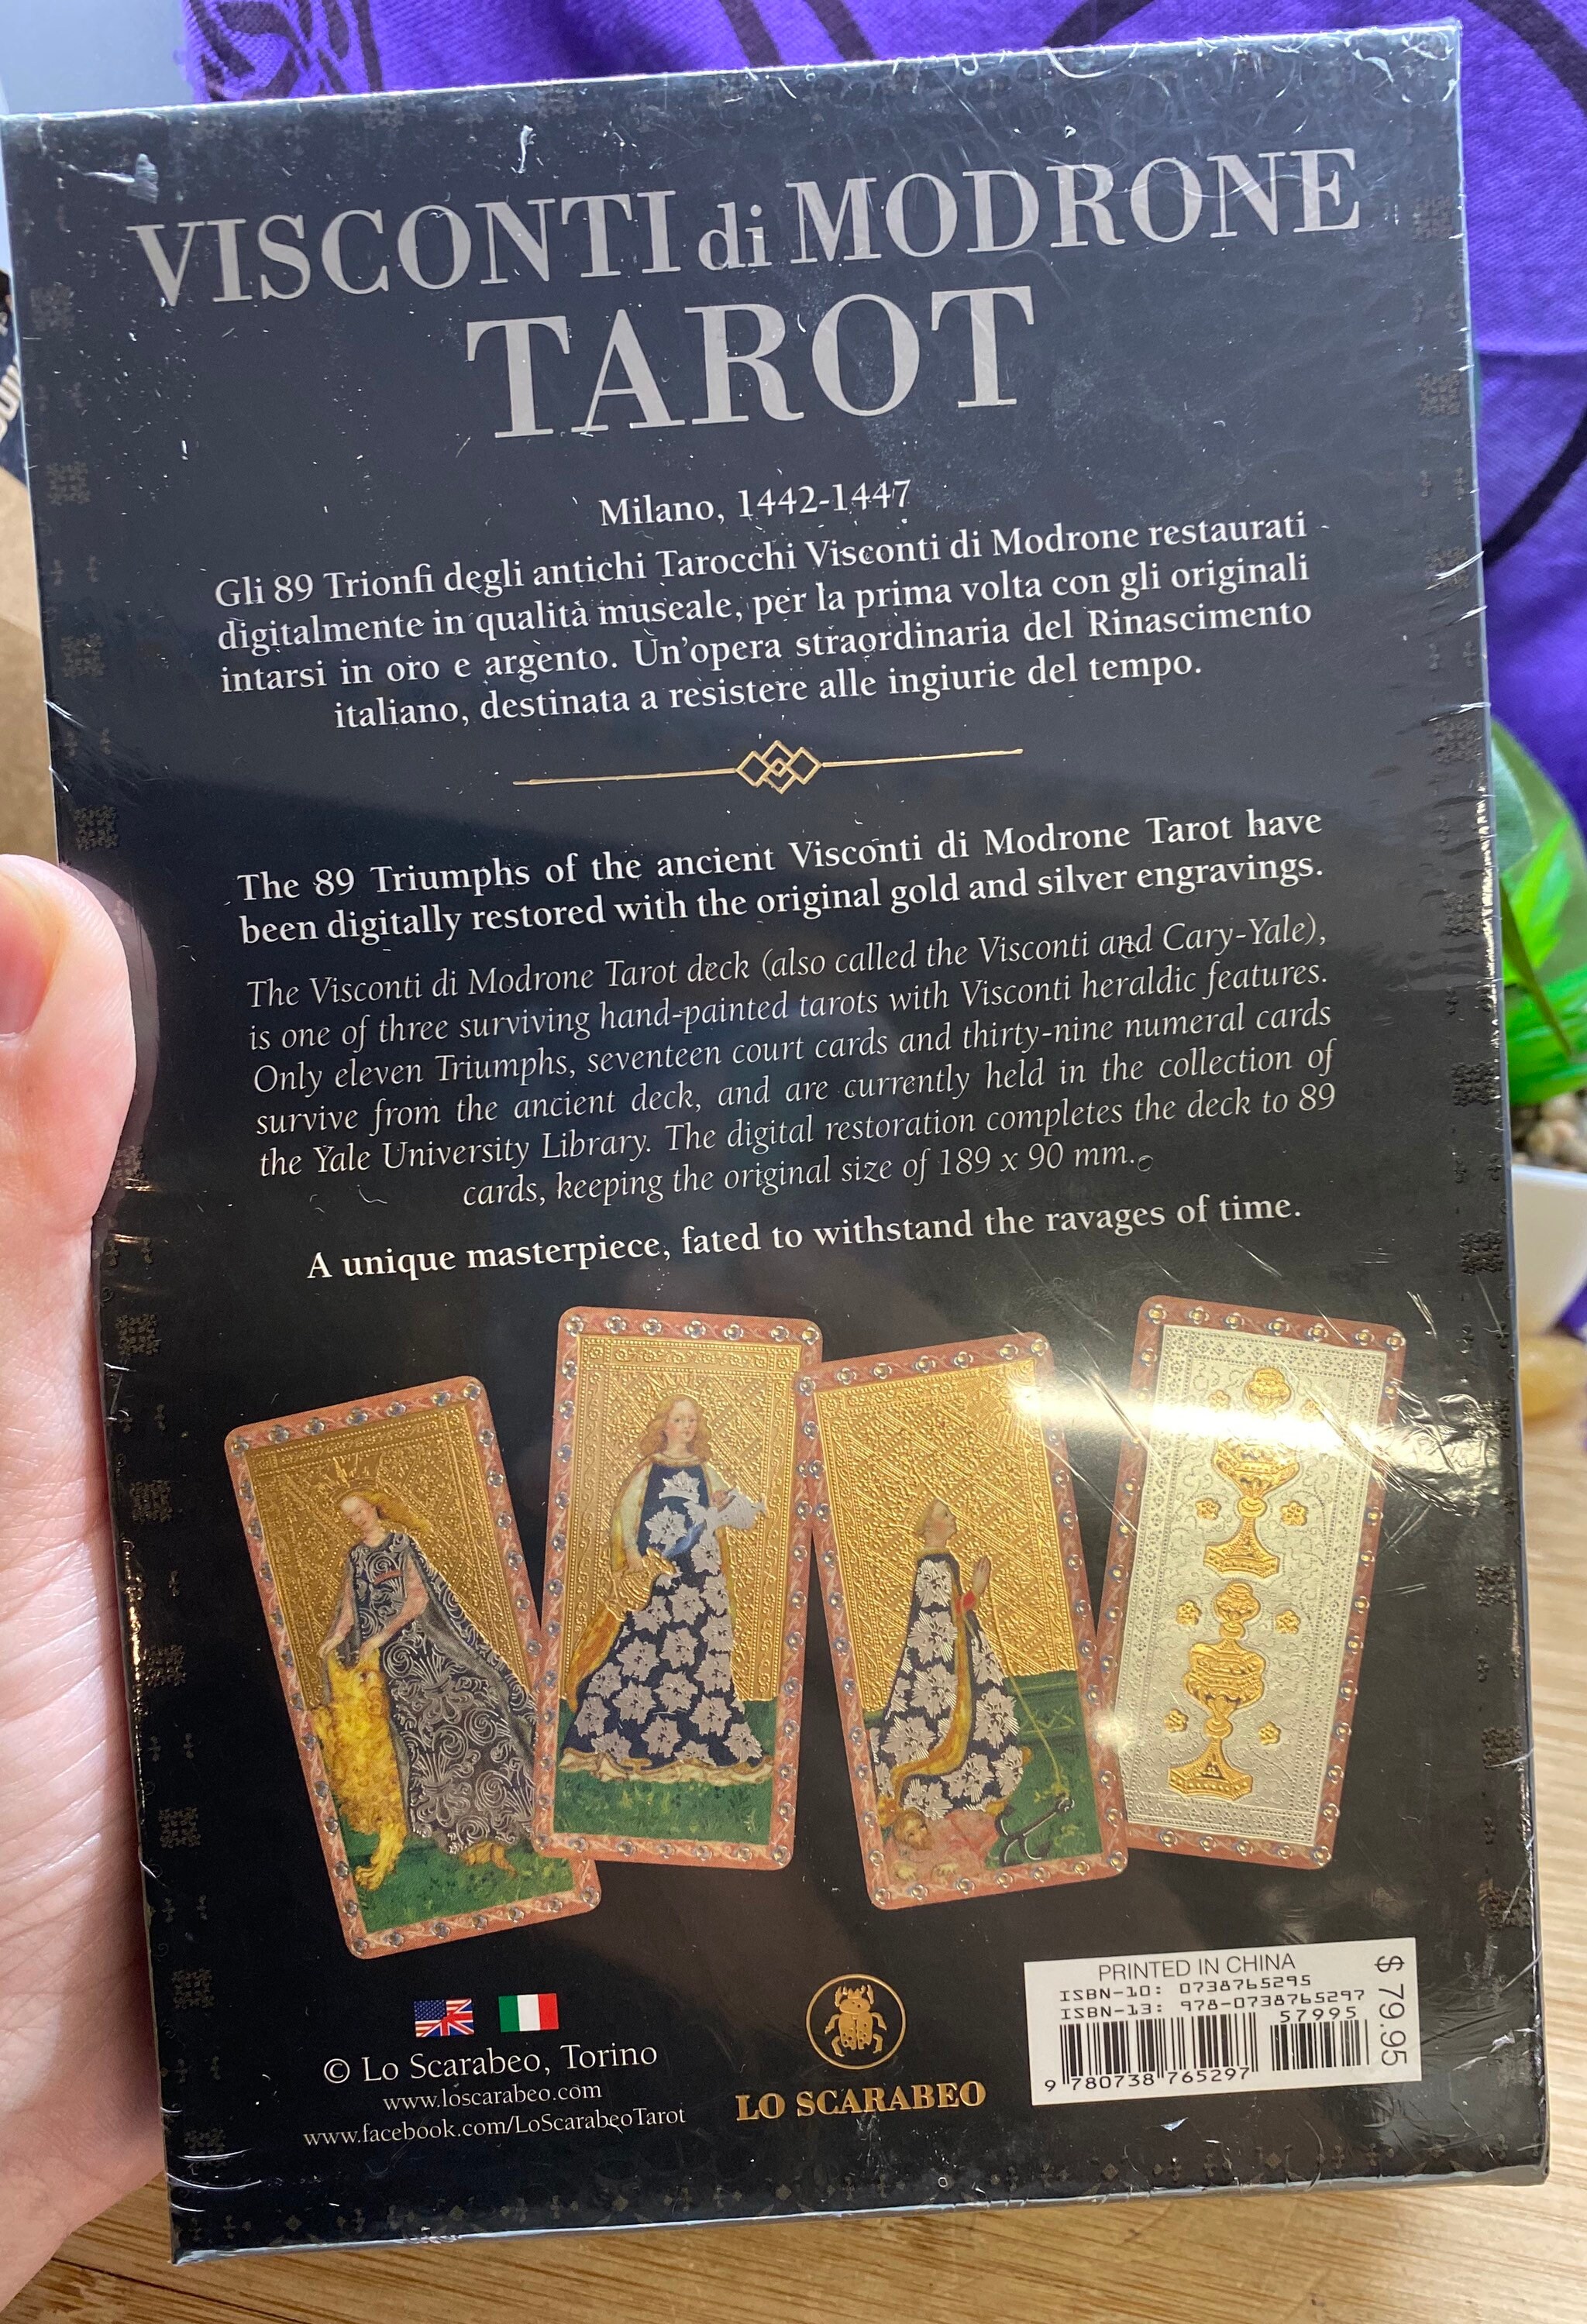 VISCONTI di MODRONE
TAROT
Milano, 1442-1447
Gli 89 Trionfi degli antichi Tarocchi Visconti di Modrone restaurati
digitalmente in qualità museale, per la prima volta con gli originali
intarsi in oro e argento. Un'opera straordinaria del Rinascimento
italiano, destinata a resistere alle ingiurie del tempo.
The 89 Triumphs of the ancient Visconti di Modrone Tarot have
been digitally restored with the original gold and silver engravings.
The Visconti di Modrone Tarot deck (also called the Visconti and Cary-Yale),
is one of three surviving hand-painted tarots with Visconti heraldic features.
Only eleven Triumphs, seventeen court cards and thirty-nine numeral cards
survive from the ancient deck, and are currently held in the collection of
the Yale University Library. The digital restoration completes the deck to 89
cards, keeping the original size of 189 x 90 mm.
A unique masterpiece, fated to withstand the ravages of time.
© Lo Scarabeo, Torino
www.loscarabeo.com
www.facebook.com/LoScarabeoTarot
LO SCARABEO
PRINTED IN CHINA
ISBN-10: 0738765295
ISBN-13: 978-0738765297
57995
9 780738 765297
$ 79.95